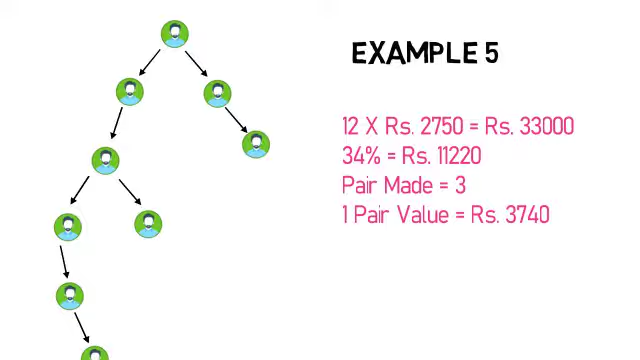 EXAMPLE 5
12 X Rs. 2750 = Rs. 33000
34% = Rs. 11220
Pair Made = 3
1 Pair Value = Rs. 3740